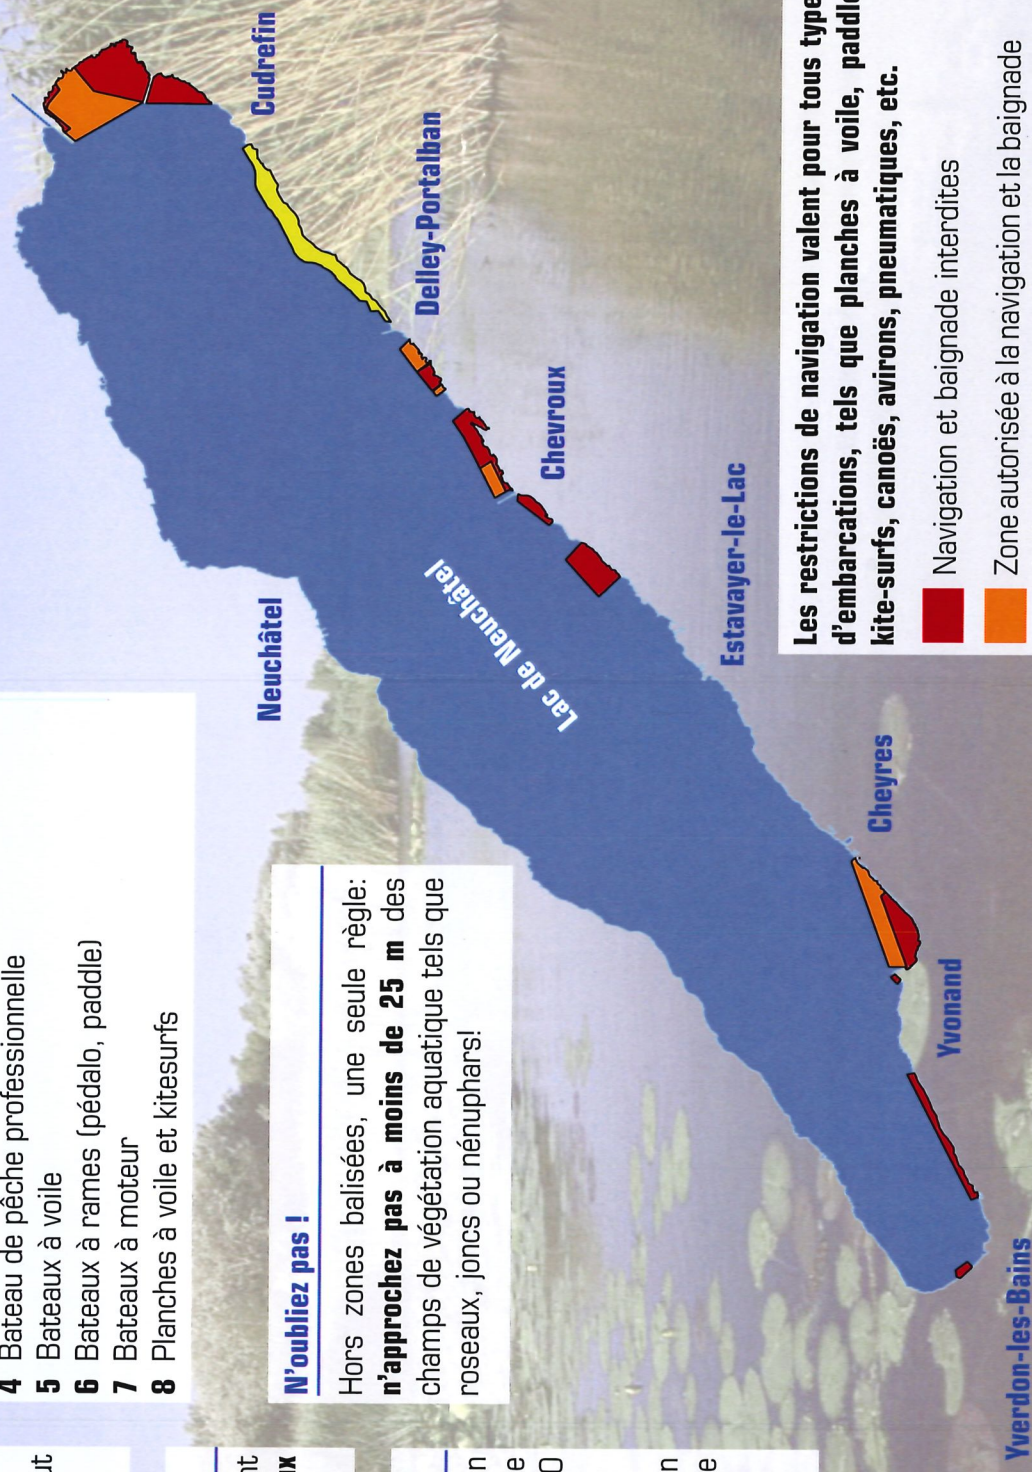 4 Bateau de pêche professionnelle
5 Bateaux à voile
6 Bateaux à rames (pédalo, paddle)
7 Bateaux à moteur
8 Planches à voile et kitesurfs
N'oubliez pas !
Hors zones balisées, une seule règle:
n'approchez pas à moins de 25 m des
champs de végétation aquatique tels que
roseaux, joncs ou nénuphars!
Neuchâtel
Lac de Neuchâtel
Cudrefin
Delley-Portalban
Chevroux
Estavayer-le-Lac
Cheyres
Yvonand
Yverdon-les-Bains
Les restrictions de navigation valent pour tous type
d'embarcations, tels que planches à voile, paddle
kite-surfs, canoës, avirons, pneumatiques, etc.
Navigation et baignade interdites
Zone autorisée à la navigation et la baignade